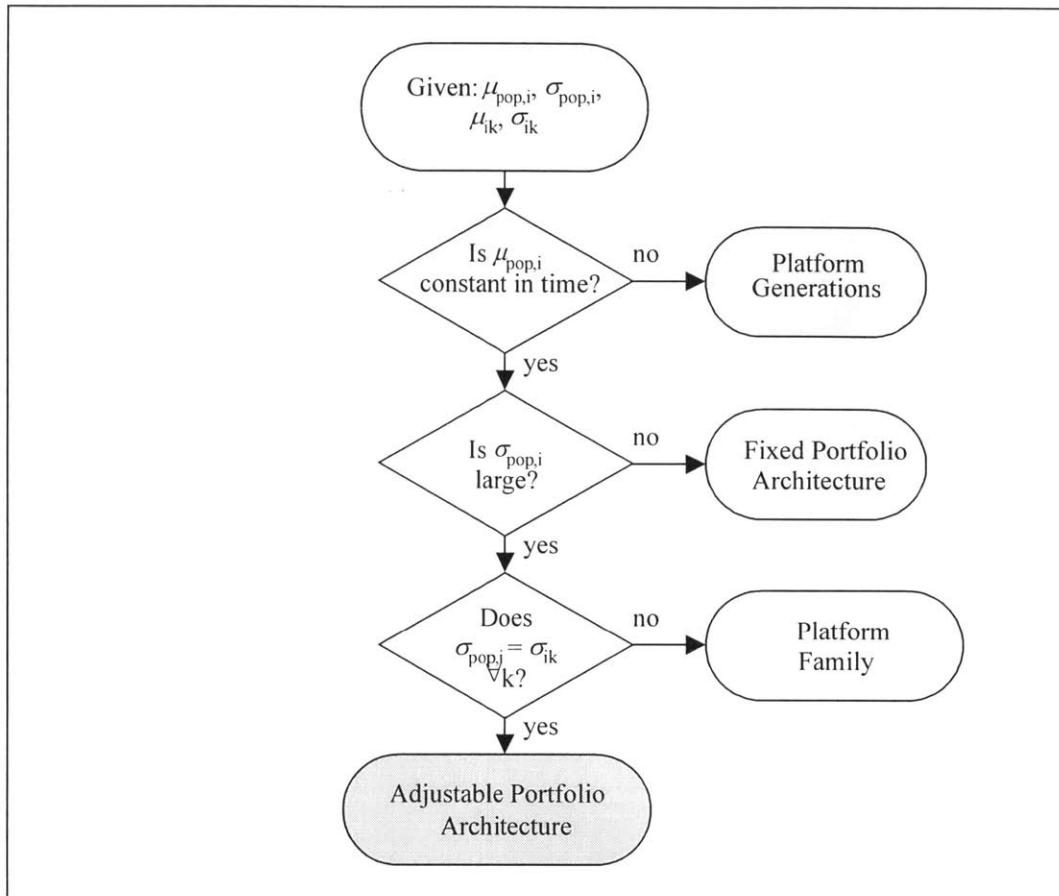 Given: μpop,i, σpop,i,
μik, σik
Is μpop,i
constant in time?
no
Platform
Generations
yes
Is σpop,i
large?
no
Fixed Portfolio
Architecture
yes
Does
σpop,i = σik
∀k?
no
Platform
Family
yes
Adjustable Portfolio
Architecture